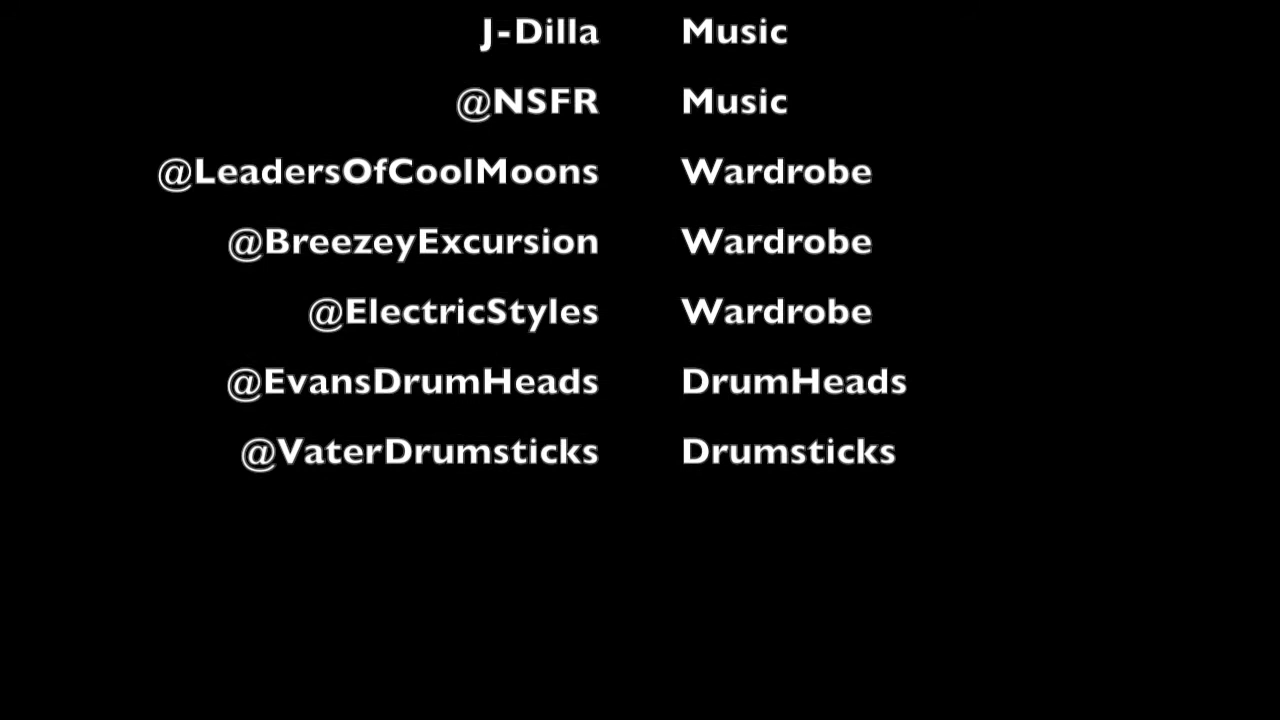 J-Dilla Music
@NSFR Music
@LeadersOfCoolMoons Wardrobe
@BreezeyExcursion Wardrobe
@ElectricStyles Wardrobe
@EvansDrumHeads DrumHeads
@VaterDrumsticks Drumsticks